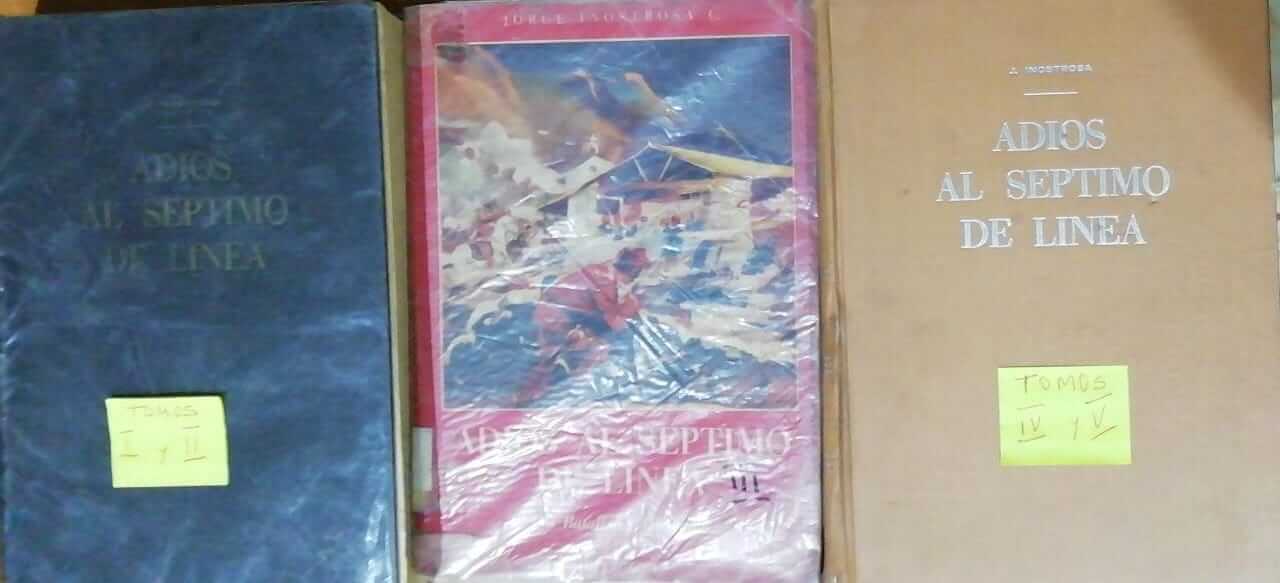 ADIOS
AL SEPTIMO
DE LINEA
TOMOS
I y II
JORGE INOSTROSA C.
ADIOS AL SEPTIMO
DE LINEA
III
J. INOSTROSA
ADIOS
AL SEPTIMO
DE LINEA
TOMOS
IV y V